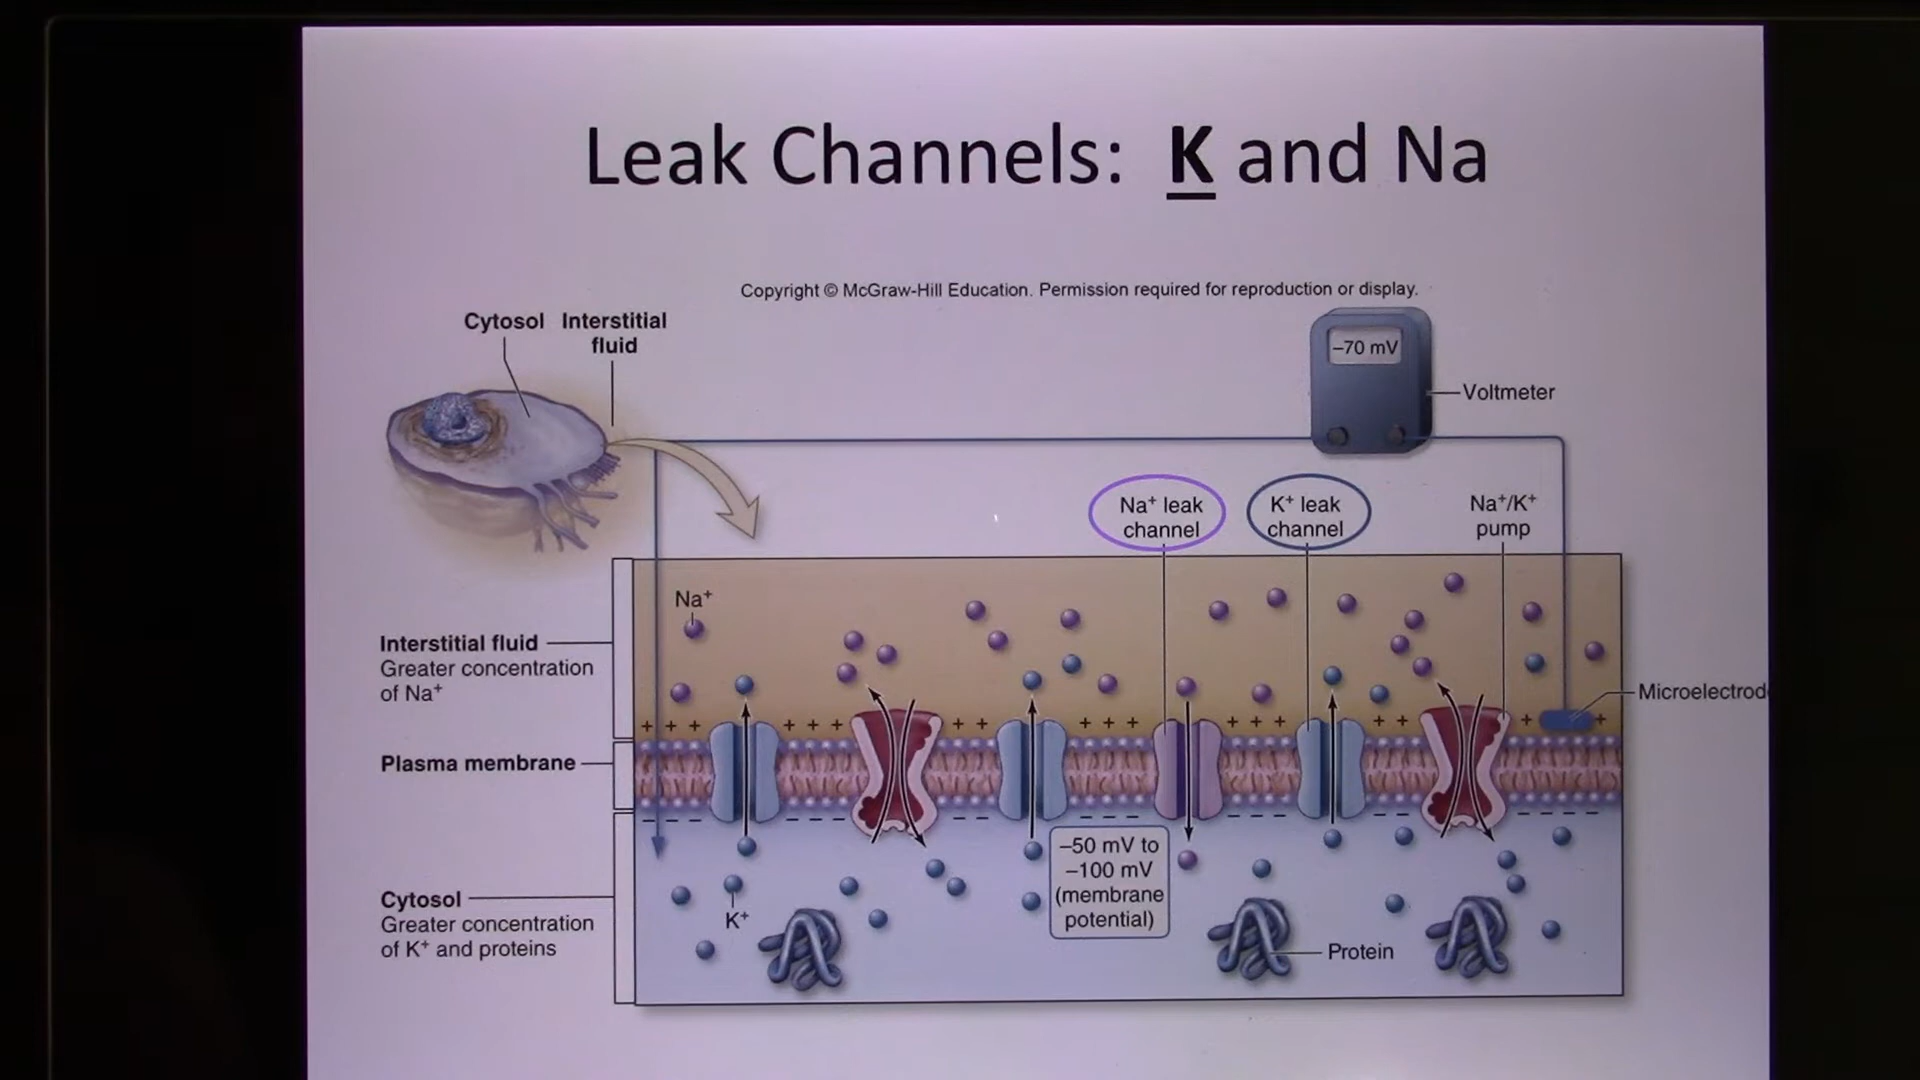 Leak Channels: K and Na
Copyright © McGraw-Hill Education. Permission required for reproduction or display.
Cytosol
Interstitial
fluid
–70 mV
Voltmeter
Na⁺ leak
channel
K⁺ leak
channel
Na⁺/K⁺
pump
Na⁺
Interstitial fluid
Greater concentration
of Na⁺
Microelectrod
+ + +
+ + +
+ +
+ + +
+ + +
+ +
+
+
Plasma membrane
– – –
– – –
– –
– – –
– – –
– –
– – – –
–50 mV to
–100 mV
(membrane
potential)
Cytosol
Greater concentration
of K⁺ and proteins
K⁺
Protein